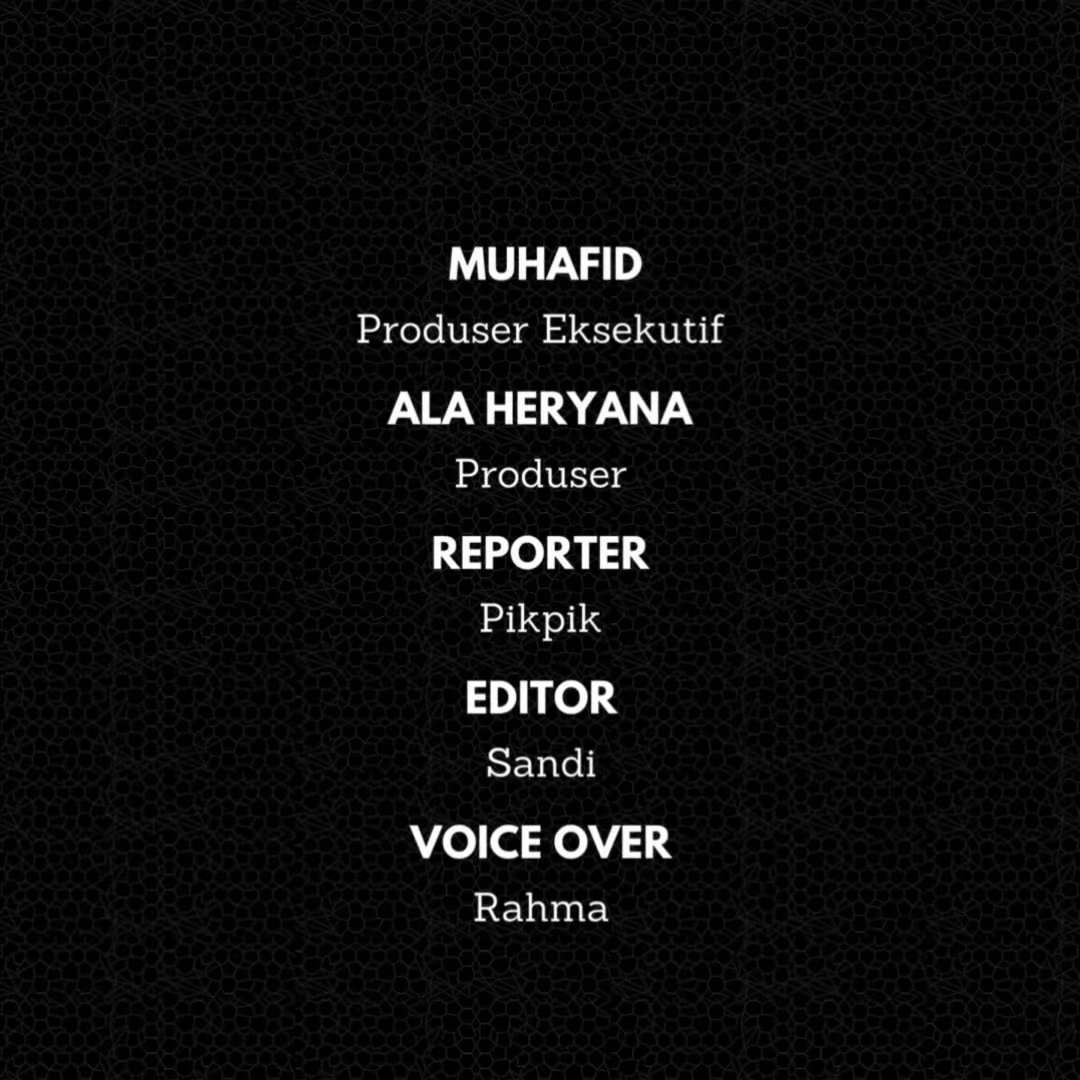 MUHAFID
Produser Eksekutif
ALA HERYANA
Produser
REPORTER
Pikpik
EDITOR
Sandi
VOICE OVER
Rahma